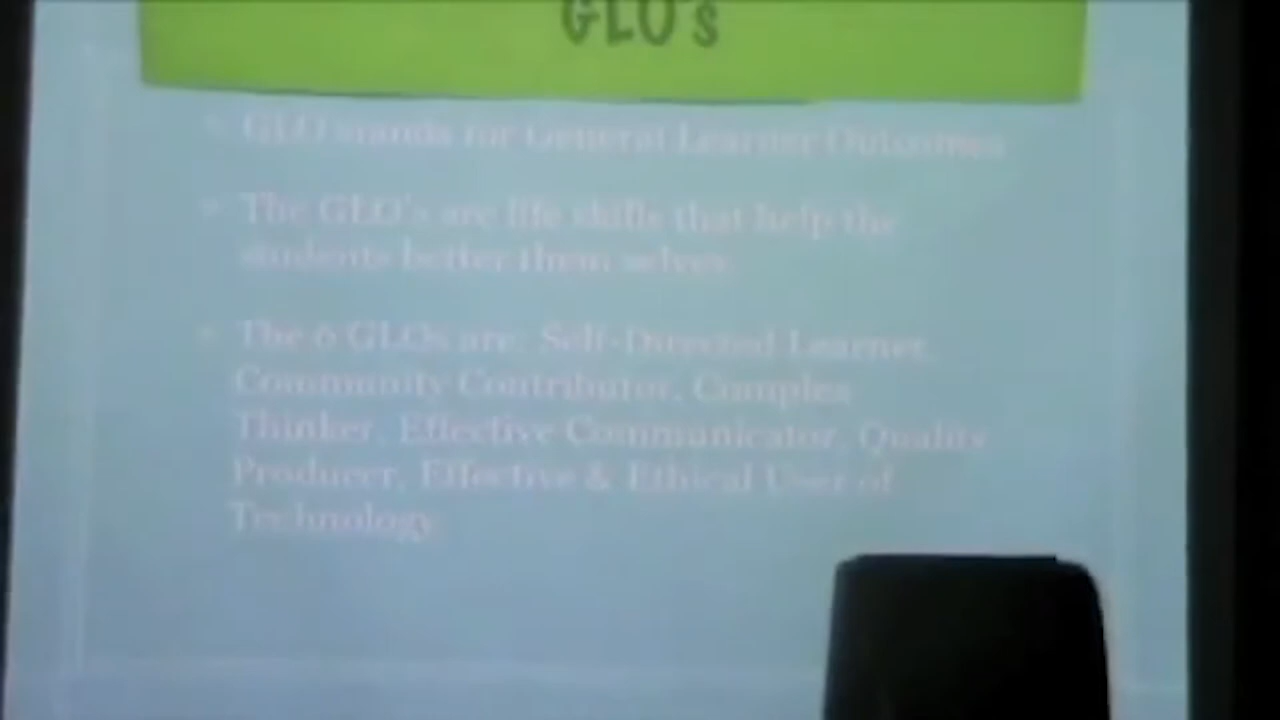 GLO's
GLO stands for General Learner Outcomes
The GLO's are life skills that help the
students better them selves.
The 6 GLOs are: Self-Directed Learner,
Community Contributor, Complex
Thinker, Effective Communicator, Quality
Producer, Effective & Ethical User of
Technology